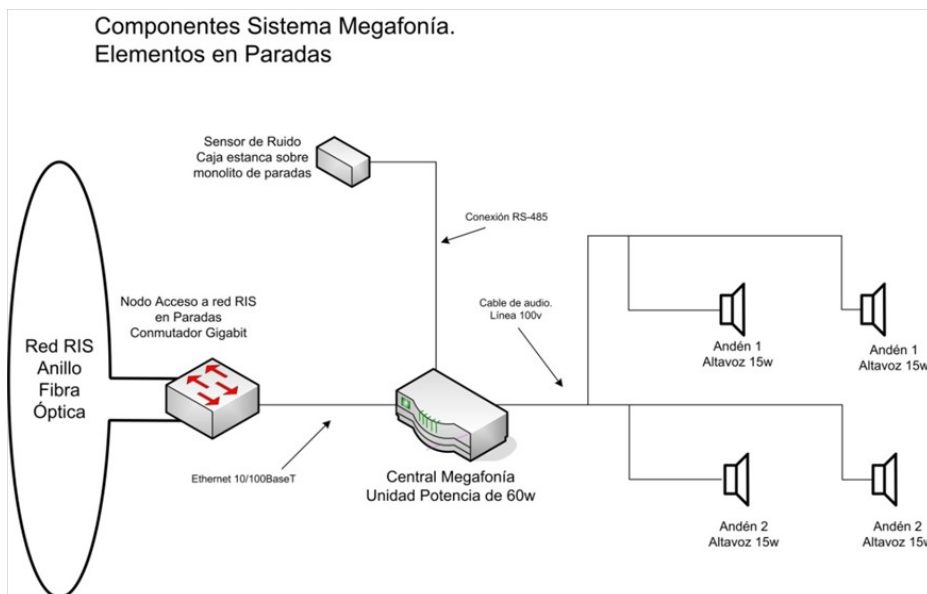 Componentes Sistema Megafonía.
Elementos en Paradas
Sensor de Ruido
Caja estanca sobre
monolito de paradas
Conexión RS-485
Nodo Acceso a red RIS
en Paradas
Conmutador Gigabit
Cable de audio.
Línea 100v
Red RIS
Anillo
Fibra
Óptica
Andén 1
Altavoz 15w
Andén 1
Altavoz 15w
Ethernet 10/100BaseT
Central Megafonía
Unidad Potencia de 60w
Andén 2
Altavoz 15w
Andén 2
Altavoz 15w